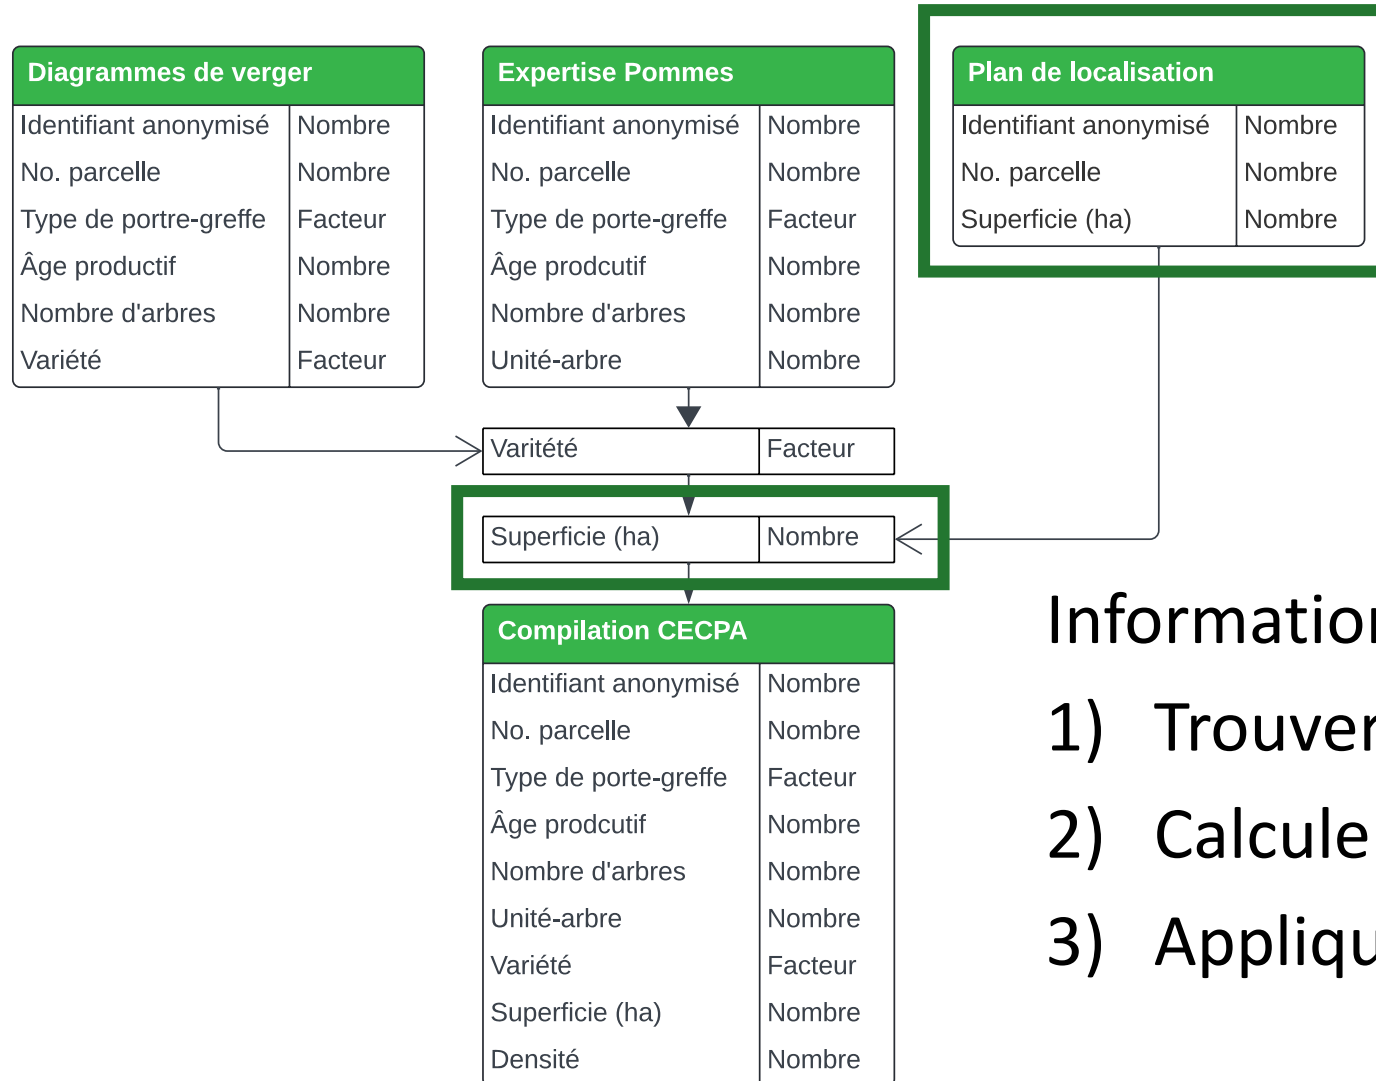 Diagrammes de verger
Identifiant anonymisé Nombre
No. parcelle Nombre
Type de portre-greffe Facteur
Âge productif Nombre
Nombre d'arbres Nombre
Variété Facteur
Expertise Pommes
Identifiant anonymisé Nombre
No. parcelle Nombre
Type de porte-greffe Facteur
Âge prodcutif Nombre
Nombre d'arbres Nombre
Unité-arbre Nombre
Plan de localisation
Identifiant anonymisé Nombre
No. parcelle Nombre
Superficie (ha) Nombre
Varitété Facteur
Superficie (ha) Nombre
Compilation CECPA
Identifiant anonymisé Nombre
No. parcelle Nombre
Type de porte-greffe Facteur
Âge prodcutif Nombre
Nombre d'arbres Nombre
Unité-arbre Nombre
Variété Facteur
Superficie (ha) Nombre
Densité Nombre
Information
1) Trouver
2) Calcule
3) Appliqu